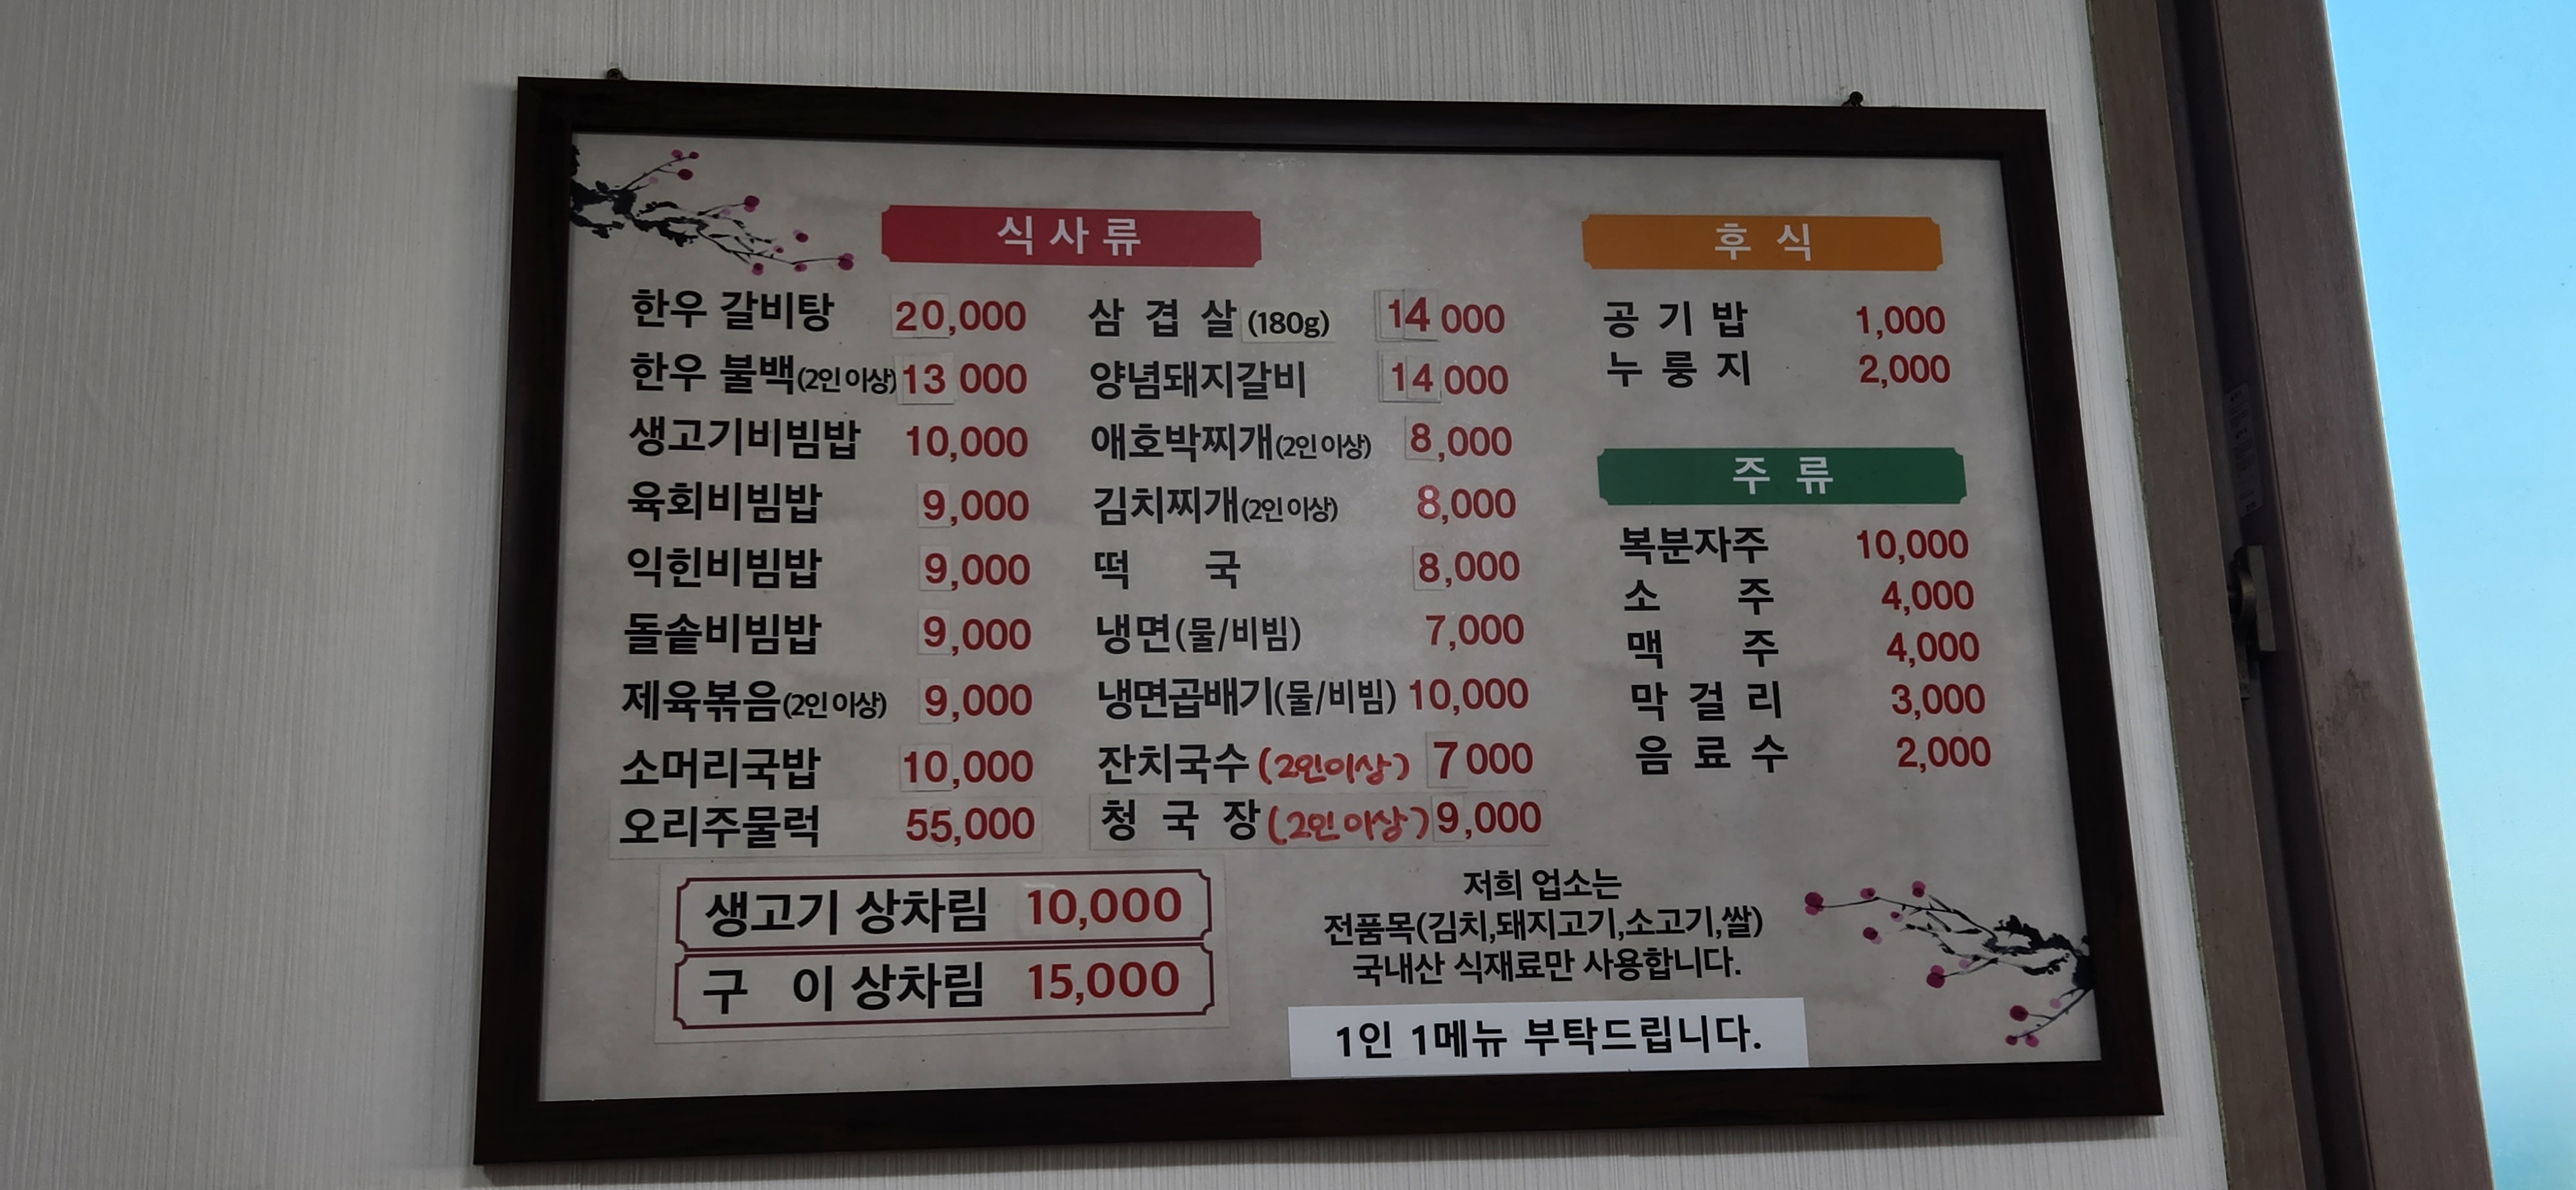 식사류
한우 갈비탕 20,000
한우 불백(2인 이상) 13 000
생고기비빔밥 10,000
육회비빔밥 9,000
익힌비빔밥 9,000
돌솥비빔밥 9,000
제육볶음(2인 이상) 9,000
소머리국밥 10,000
오리주물럭 55,000
삼 겹 살 (180g) 14 000
양념돼지갈비 14 000
애호박찌개(2인 이상) 8,000
김치찌개(2인 이상) 8,000
떡 국 8,000
냉면(물/비빔) 7,000
냉면곱배기(물/비빔) 10,000
잔치국수 (2인이상) 7 000
청 국 장 (2인이상) 9,000
생고기 상차림 10,000
구 이 상차림 15,000
후 식
공 기 밥 1,000
누 룽 지 2,000
주 류
복분자주 10,000
소 주 4,000
맥 주 4,000
막 걸 리 3,000
음 료 수 2,000
저희 업소는
전품목(김치,돼지고기,소고기,쌀)
국내산 식재료만 사용합니다.
1인 1메뉴 부탁드립니다.